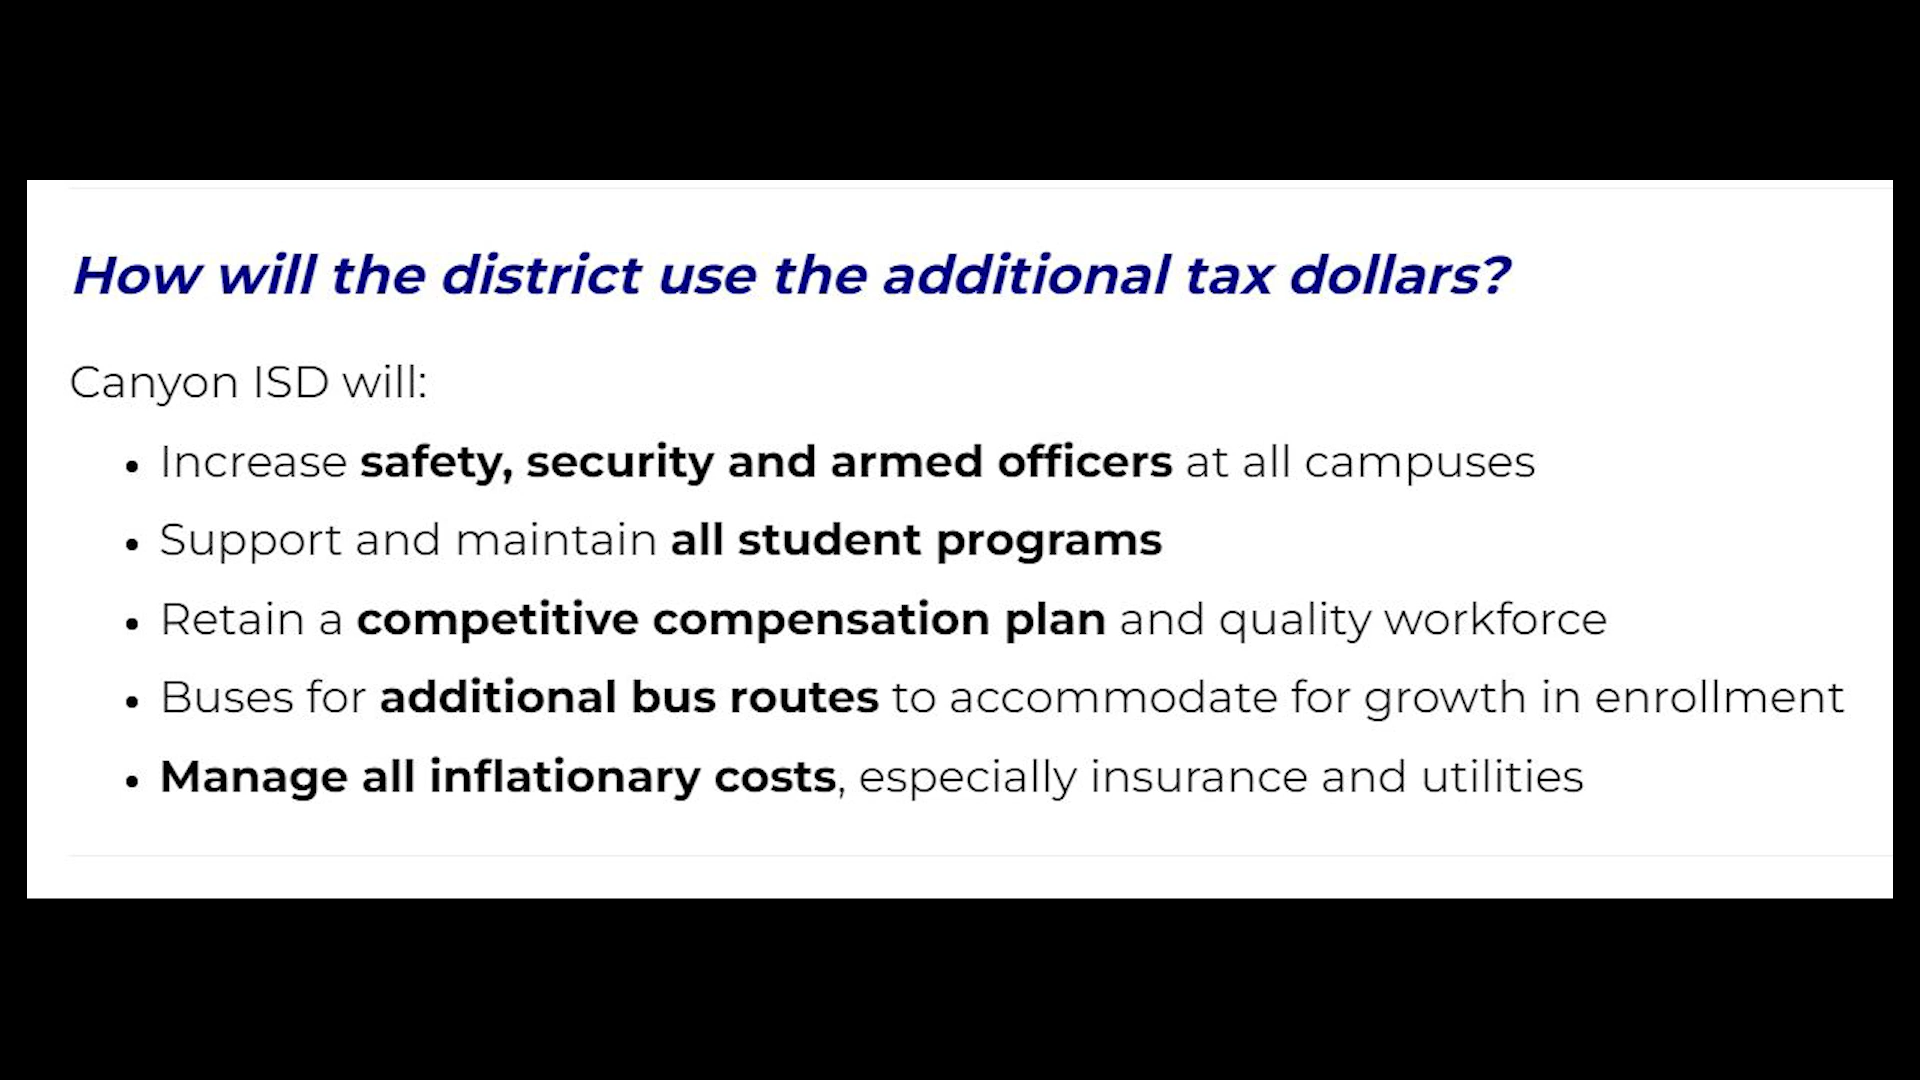 How will the district use the additional tax dollars?
Canyon ISD will:
• Increase safety, security and armed officers at all campuses
• Support and maintain all student programs
• Retain a competitive compensation plan and quality workforce
• Buses for additional bus routes to accommodate for growth in enrollment
• Manage all inflationary costs, especially insurance and utilities